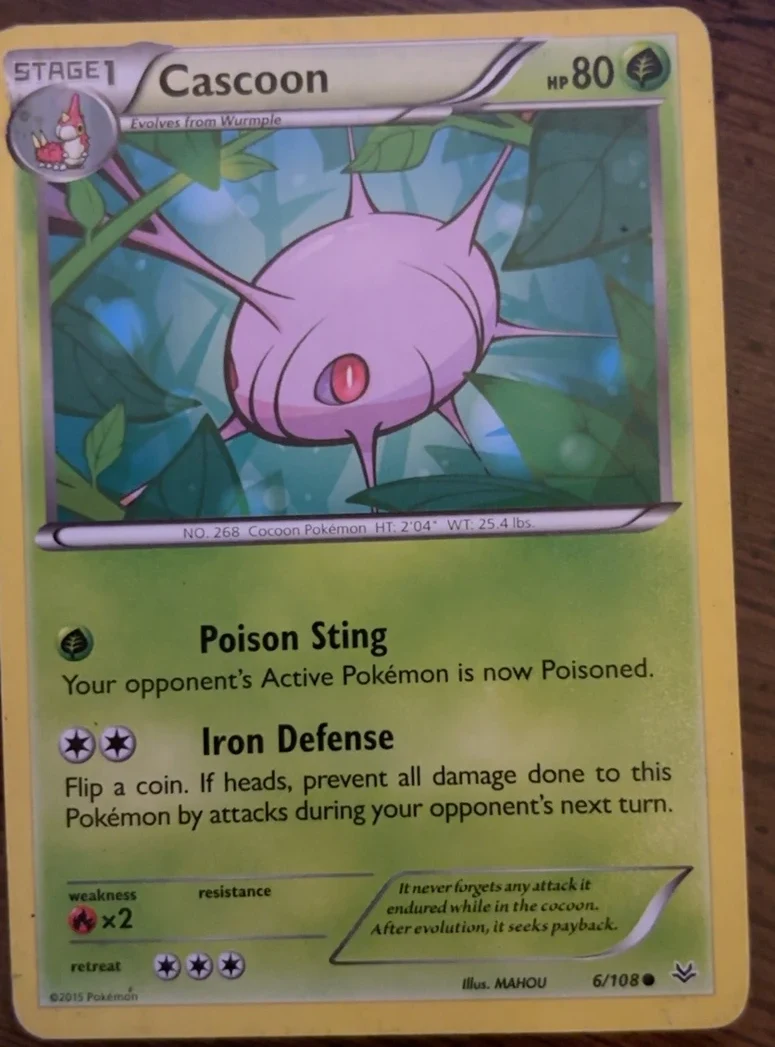 STAGE1 Cascoon HP 80
Evolves from Wurmple
NO. 268 Cocoon Pokémon HT: 2'04" WT: 25.4 lbs.
Poison Sting
Your opponent's Active Pokémon is now Poisoned.
Iron Defense
Flip a coin. If heads, prevent all damage done to this
Pokémon by attacks during your opponent's next turn.
weakness resistance
×2
retreat
It never forgets any attack it
endured while in the cocoon.
After evolution, it seeks payback.
©2015 Pokémon
Illus. MAHOU 6/108